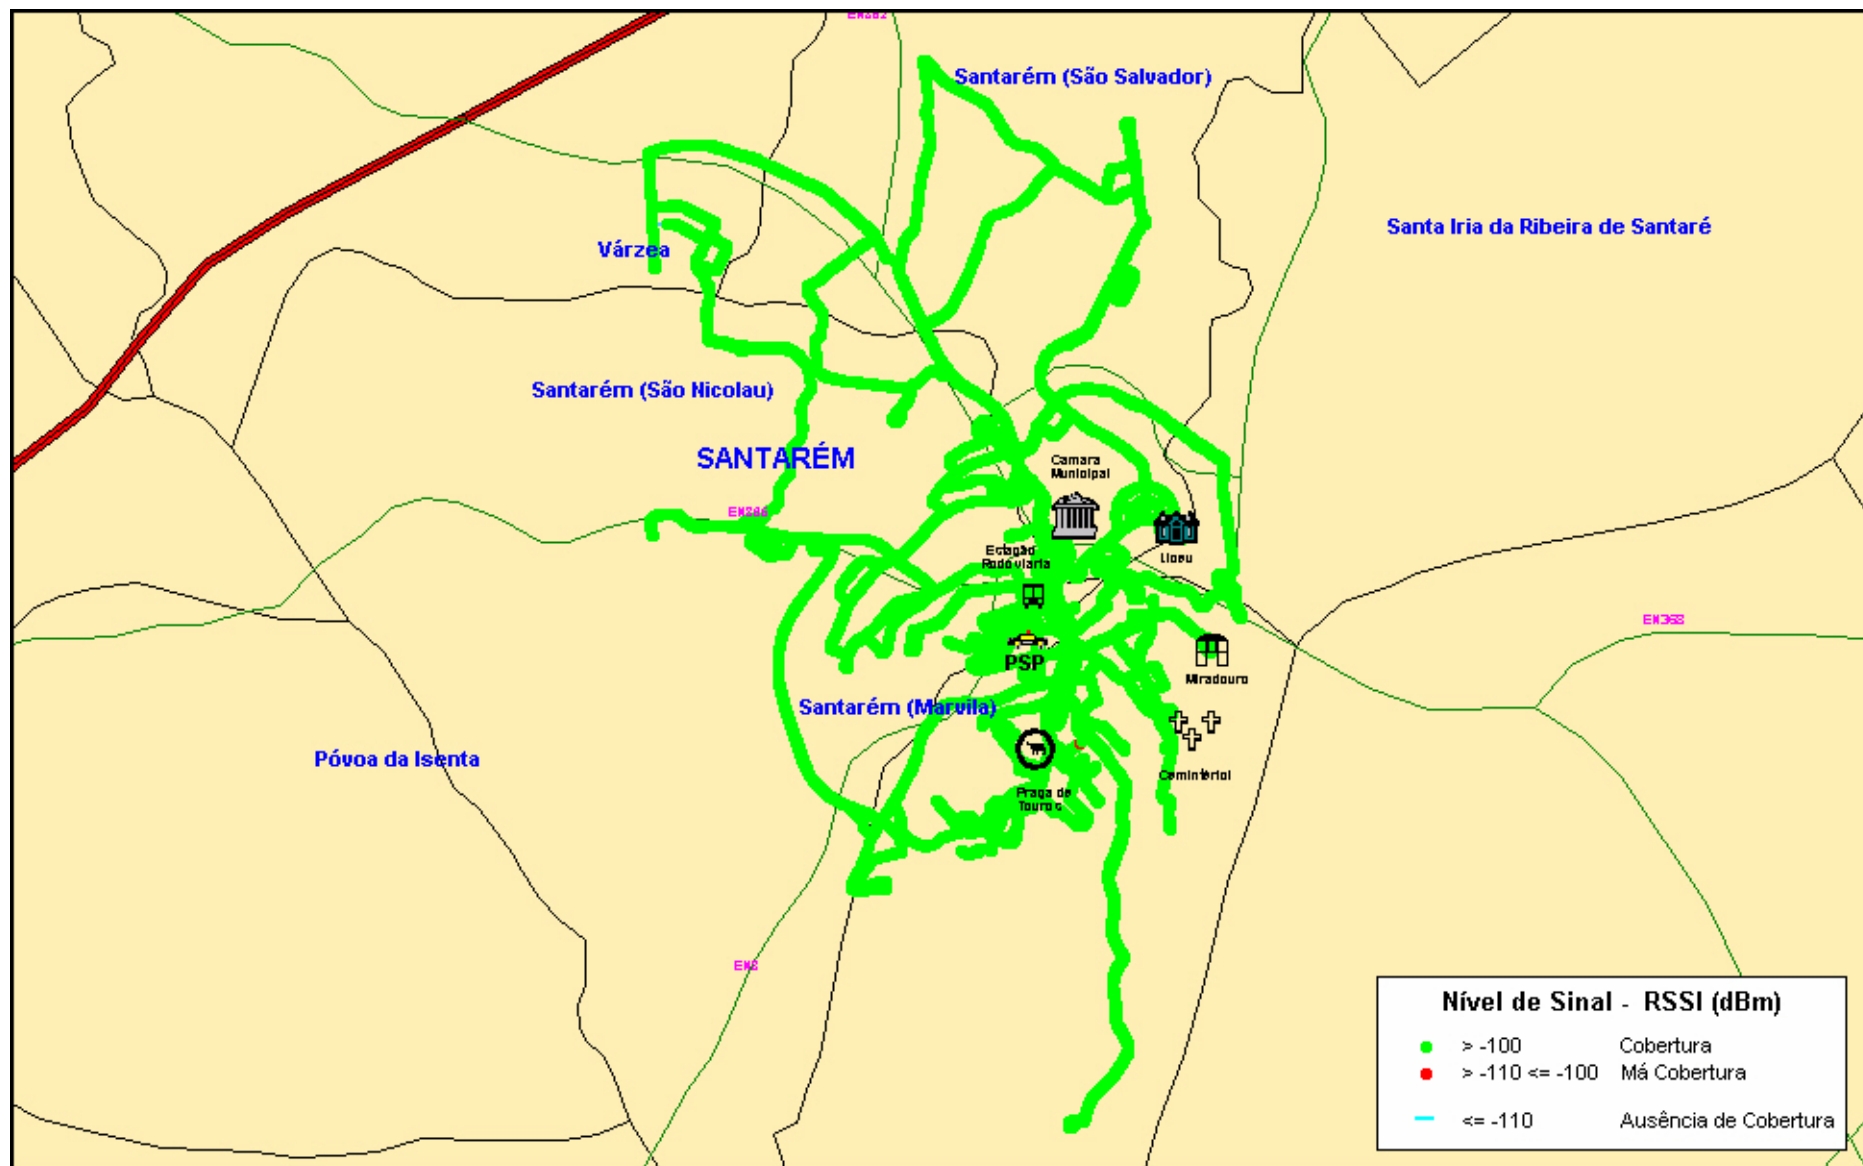 Santarém (São Salvador)
Santa Iria da Ribeira de Santaré
Várzea
Santarém (São Nicolau)
SANTARÉM
Camara
Municipal
Liceu
Estação
Rodoviaria
EN368
PSP
Miradouro
Santarém (Marvila)
Póvoa da Isenta
Praça de
Touros
EN3
Nível de Sinal - RSSI (dBm)
> -100 Cobertura
> -110 <= -100 Má Cobertura
<= -110 Ausência de Cobertura